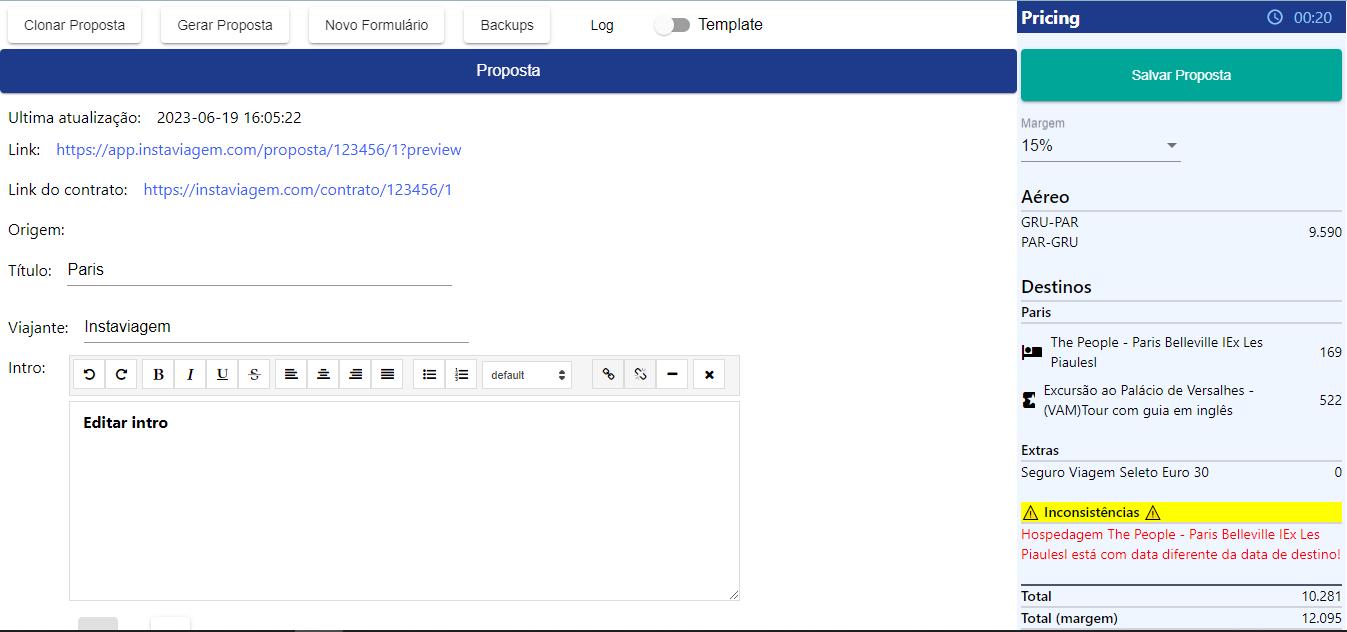 Clonar Proposta
Gerar Proposta
Novo Formulário
Backups
Log
Template
Proposta
Ultima atualização: 2023-06-19 16:05:22
Link: https://app.instaviagem.com/proposta/123456/1?preview
Link do contrato: https://instaviagem.com/contrato/123456/1
Origem:
Título: Paris
Viajante: Instaviagem
Intro:
B I U S default
Editar intro
Pricing 00:20
Salvar Proposta
Margem
15%
Aéreo
GRU-PAR
PAR-GRU
9.590
Destinos
Paris
The People - Paris Belleville IEx Les
Piaulesl 169
Excursão ao Palácio de Versalhes -
(VAM)Tour com guia em inglês 522
Extras
Seguro Viagem Seleto Euro 30 0
Inconsistências
Hospedagem The People - Paris Belleville IEx Les
Piaulesl está com data diferente da data de destino!
Total 10.281
Total (margem) 12.095